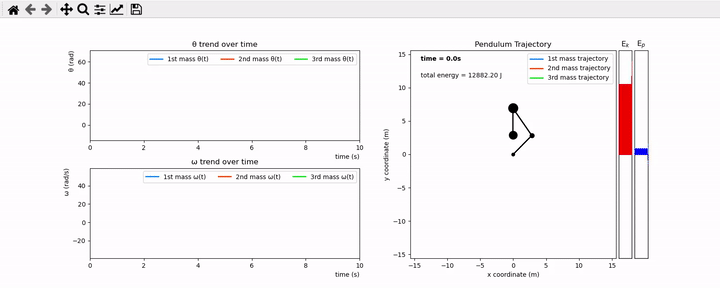 θ trend over time
θ (rad)
1st mass θ(t) 2nd mass θ(t) 3rd mass θ(t)
60
40
20
0
0 2 4 6 8 10
time (s)
ω trend over time
ω (rad/s)
1st mass ω(t) 2nd mass ω(t) 3rd mass ω(t)
40
20
0
−20
0 2 4 6 8 10
time (s)
Pendulum Trajectory
y coordinate (m)
time = 0.0s
total energy = 12882.20 J
1st mass trajectory
2nd mass trajectory
3rd mass trajectory
15
10
5
0
−5
−10
−15
−15 −10 −5 0 5 10 15
x coordinate (m)
Ek Ep